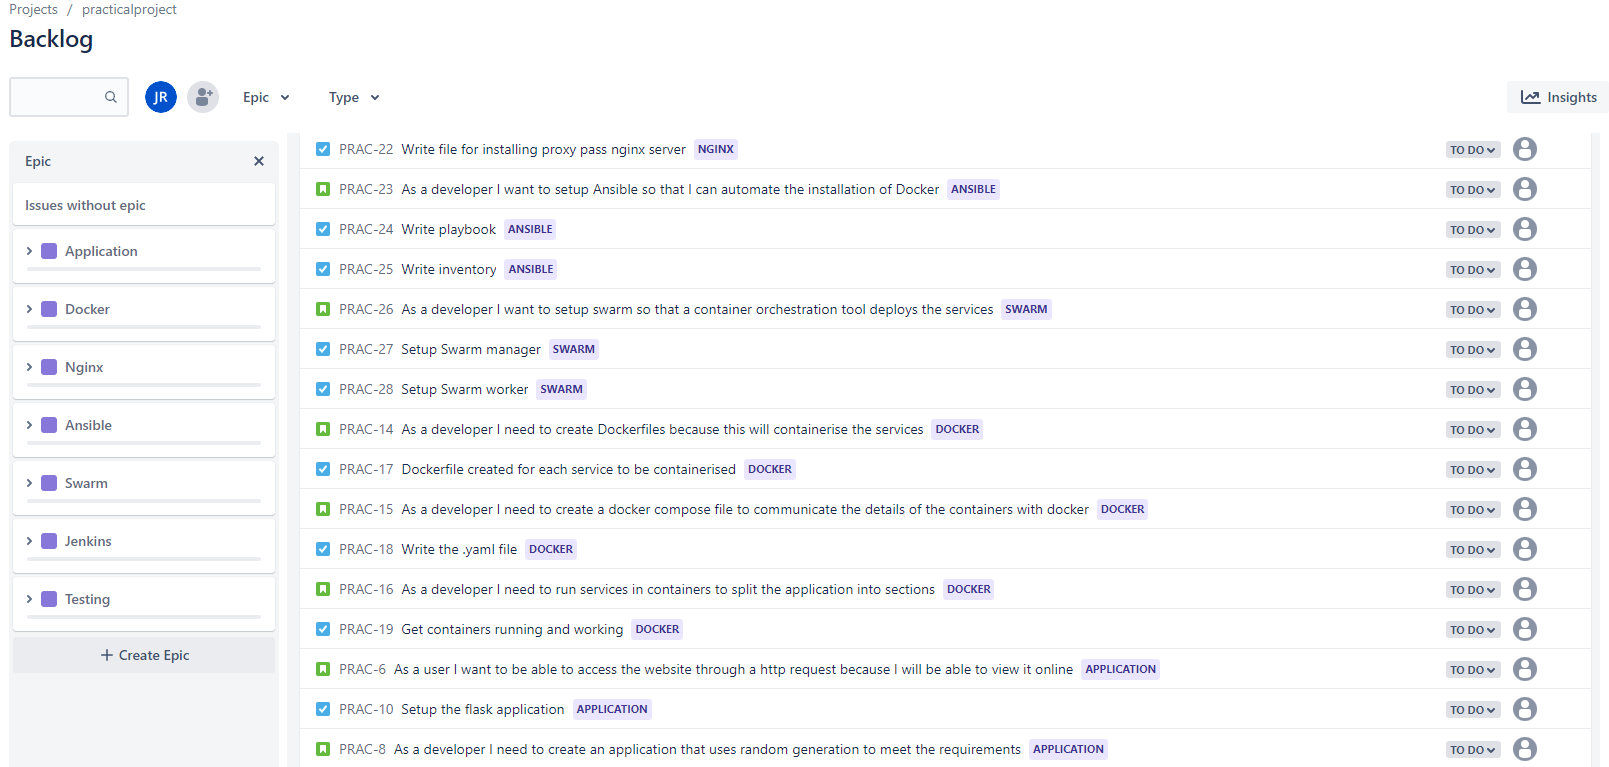 Projects / practicalproject
Backlog
JR Epic Type Insights
Epic
Issues without epic
Application
Docker
Nginx
Ansible
Swarm
Jenkins
Testing
+ Create Epic
PRAC-22 Write file for installing proxy pass nginx server NGINX TO DO
PRAC-23 As a developer I want to setup Ansible so that I can automate the installation of Docker ANSIBLE TO DO
PRAC-24 Write playbook ANSIBLE TO DO
PRAC-25 Write inventory ANSIBLE TO DO
PRAC-26 As a developer I want to setup swarm so that a container orchestration tool deploys the services SWARM TO DO
PRAC-27 Setup Swarm manager SWARM TO DO
PRAC-28 Setup Swarm worker SWARM TO DO
PRAC-14 As a developer I need to create Dockerfiles because this will containerise the services DOCKER TO DO
PRAC-17 Dockerfile created for each service to be containerised DOCKER TO DO
PRAC-15 As a developer I need to create a docker compose file to communicate the details of the containers with docker DOCKER TO DO
PRAC-18 Write the .yaml file DOCKER TO DO
PRAC-16 As a developer I need to run services in containers to split the application into sections DOCKER TO DO
PRAC-19 Get containers running and working DOCKER TO DO
PRAC-6 As a user I want to be able to access the website through a http request because I will be able to view it online APPLICATION TO DO
PRAC-10 Setup the flask application APPLICATION TO DO
PRAC-8 As a developer I need to create an application that uses random generation to meet the requirements APPLICATION TO DO